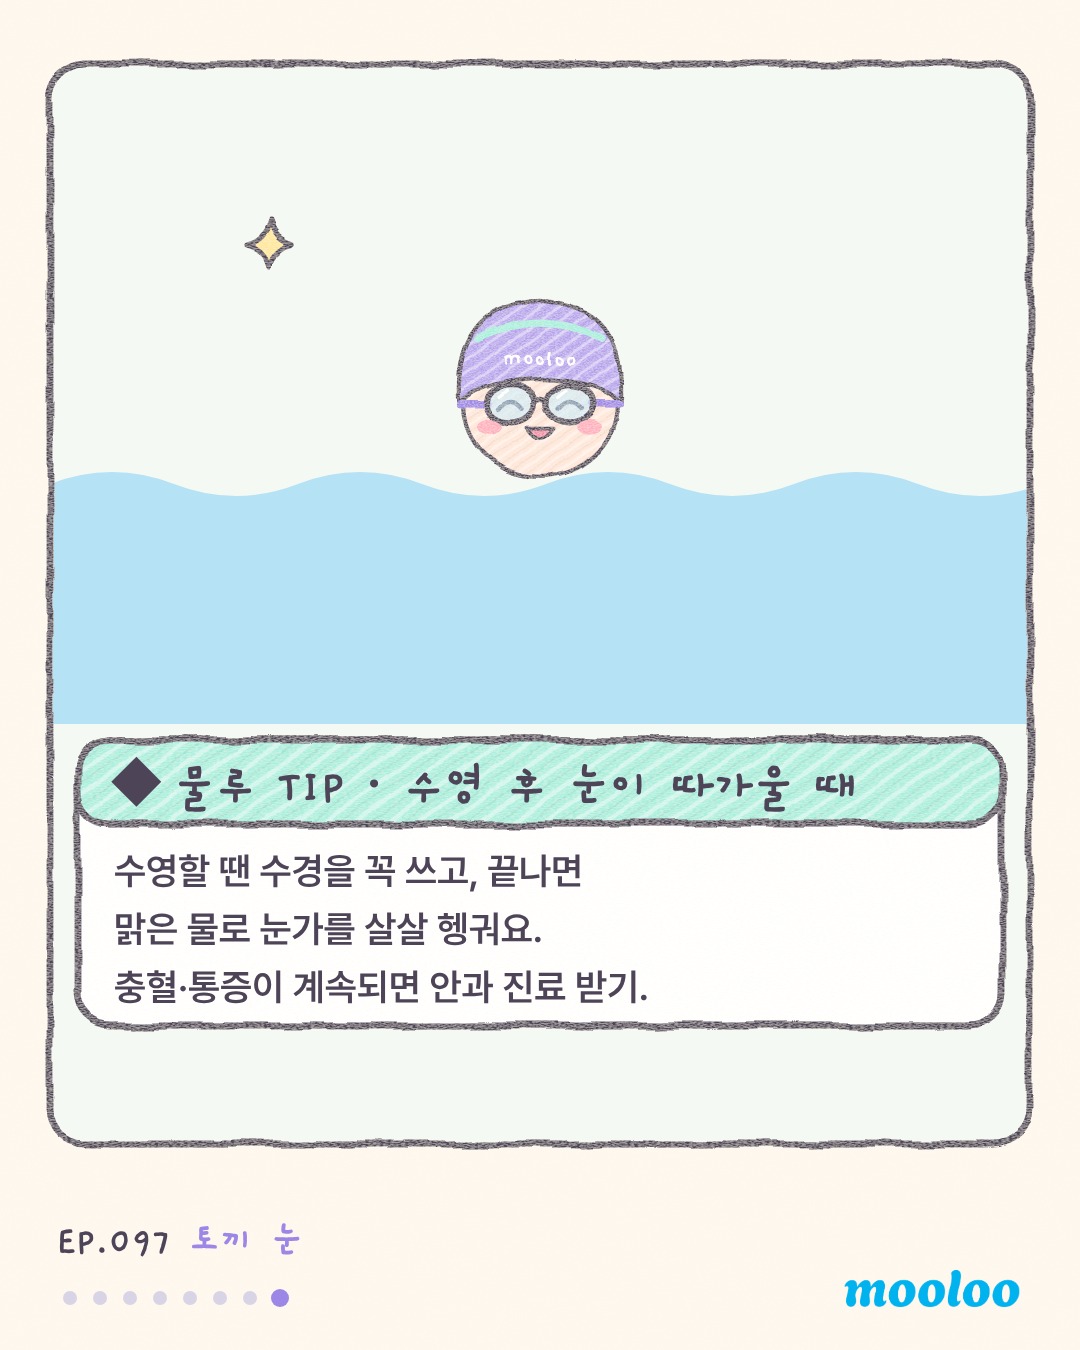 mooloo
◆ 물루 TIP · 수영 후 눈이 따가울 때
수영할 땐 수경을 꼭 쓰고, 끝나면
맑은 물로 눈가를 살살 헹궈요.
충혈·통증이 계속되면 안과 진료 받기.
EP.097 토끼 눈
mooloo